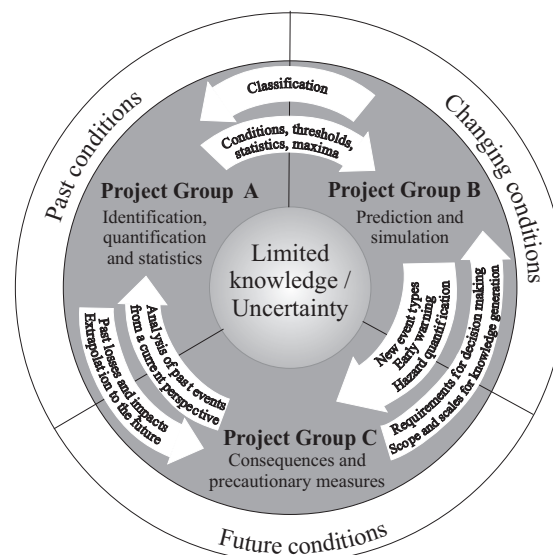 Past conditions
Changing conditions
Future conditions
Classification
Conditions, thresholds,
statistics, maxima
Project Group A
Identification,
quantification
and statistics
Project Group B
Prediction and
simulation
Limited
knowledge /
Uncertainty
Past losses and impacts
Extrapolation to the future
Analysis of past events
from a current perspective
New event types
Early warning
Hazard quantification
Requirements for decision making
Scope and scales for knowledge generation
Project Group C
Consequences and
precautionary measures